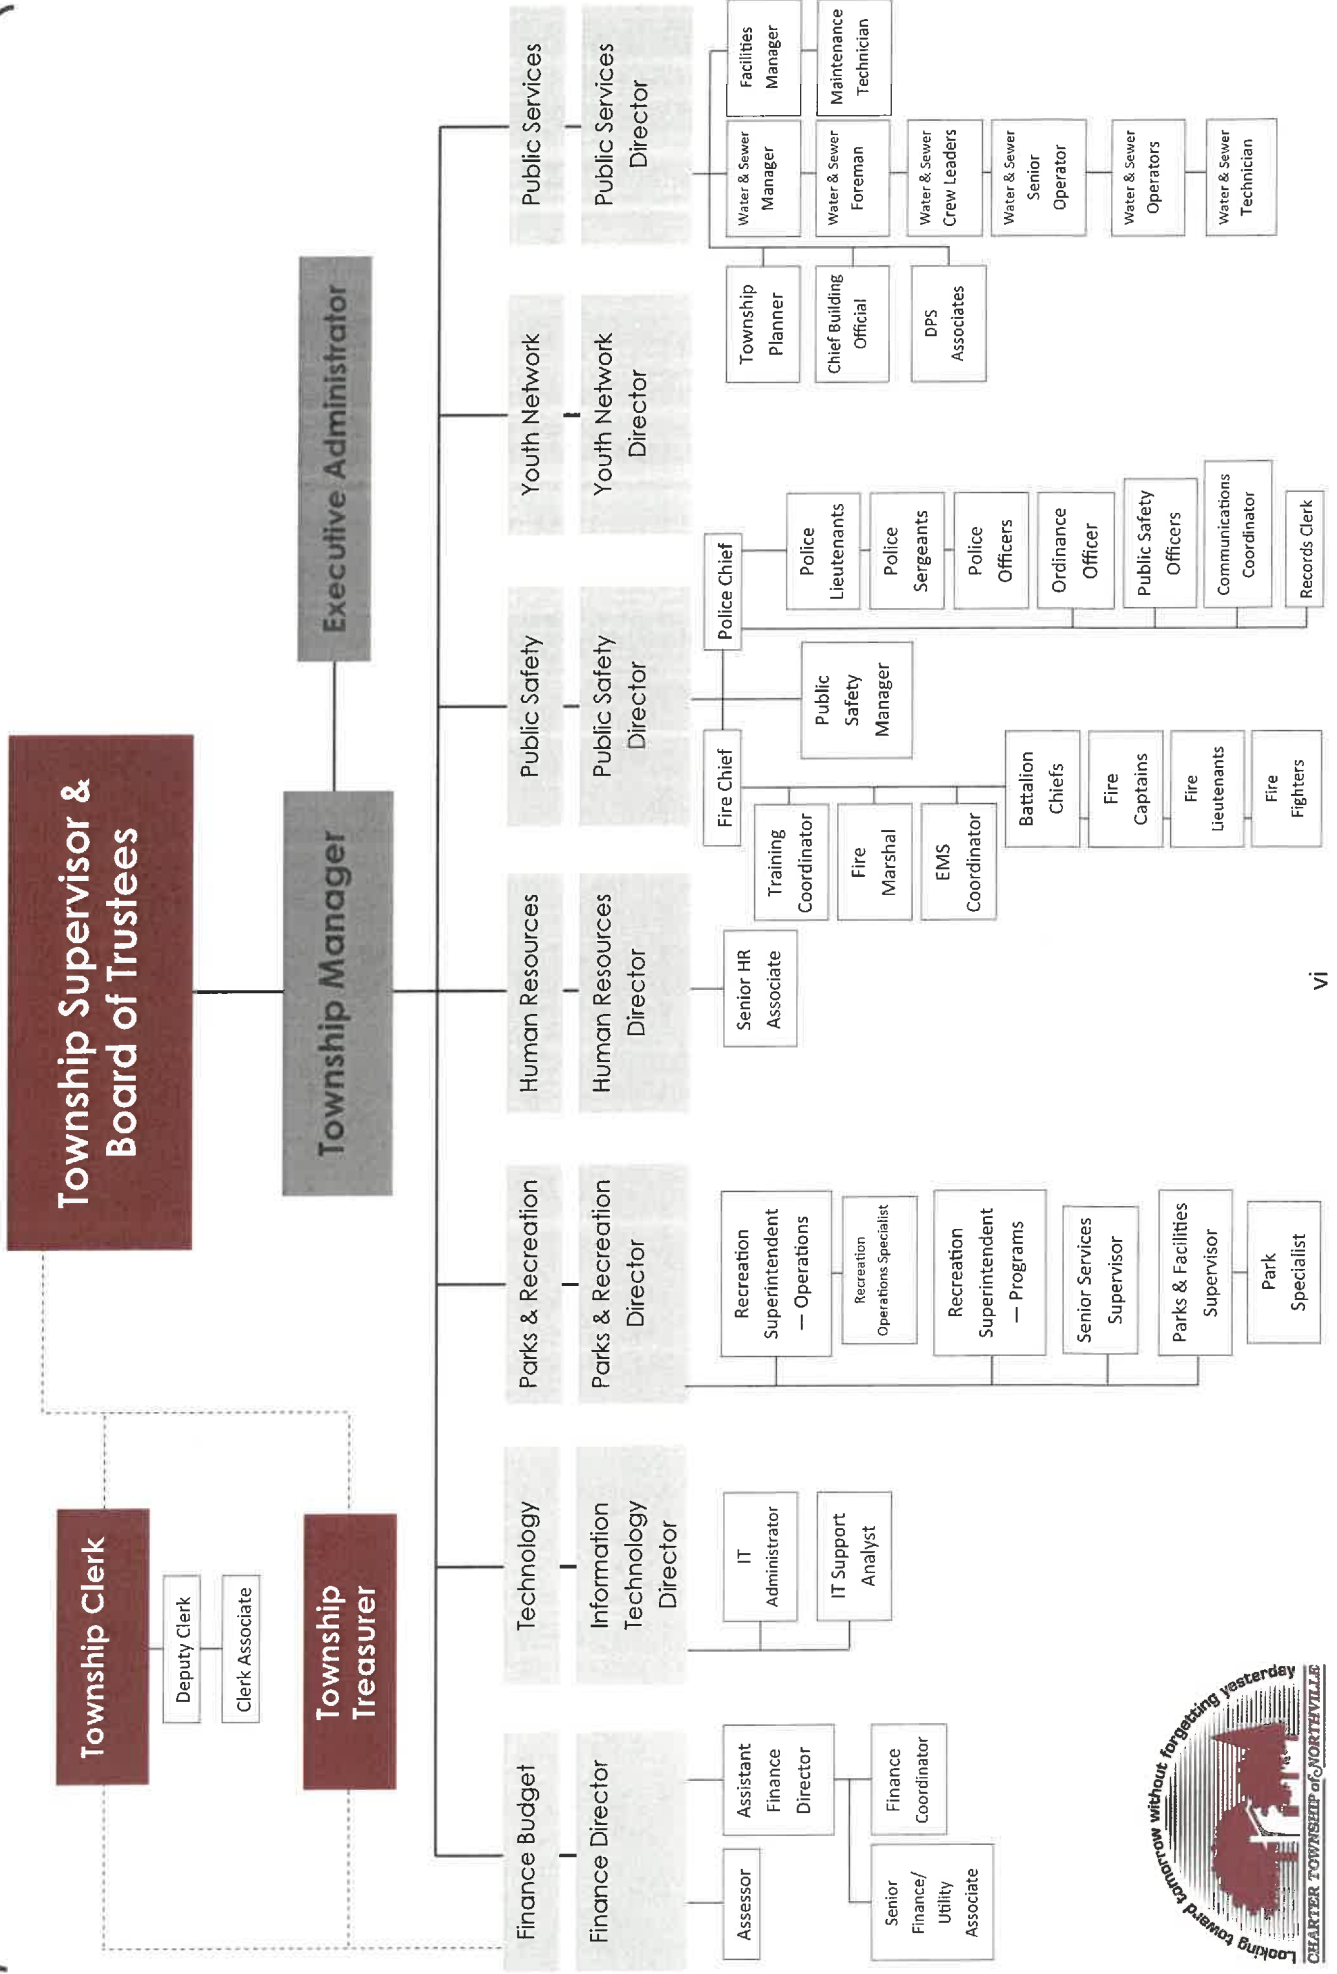 Township Supervisor &
Board of Trustees
Township Clerk
Deputy Clerk
Clerk Associate
Township
Treasurer
Township Manager
Executive Administrator
Finance Budget
Finance Director
Assessor
Assistant
Finance
Director
Senior
Finance/
Utility
Associate
Finance
Coordinator
Technology
Information
Technology
Director
IT
Administrator
IT Support
Analyst
Parks & Recreation
Parks & Recreation
Director
Recreation
Superintendent
— Operations
Recreation
Operations Specialist
Recreation
Superintendent
— Programs
Senior Services
Supervisor
Parks & Facilities
Supervisor
Park
Specialist
Human Resources
Human Resources
Director
Senior HR
Associate
Public Safety
Public Safety
Director
Fire Chief
Training
Coordinator
Fire
Marshal
EMS
Coordinator
Battalion
Chiefs
Fire
Captains
Fire
Lieutenants
Fire
Fighters
Public
Safety
Manager
Police Chief
Police
Lieutenants
Police
Sergeants
Police
Officers
Ordinance
Officer
Public Safety
Officers
Communications
Coordinator
Records Clerk
Youth Network
Youth Network
Director
Public Services
Public Services
Director
Township
Planner
Chief Building
Official
DPS
Associates
Water & Sewer
Manager
Water & Sewer
Foreman
Water & Sewer
Crew Leaders
Water & Sewer
Senior
Operator
Water & Sewer
Operators
Water & Sewer
Technician
Facilities
Manager
Maintenance
Technician
Looking toward tomorrow without forgetting yesterday
CHARTER TOWNSHIP of NORTHVILLE
vi